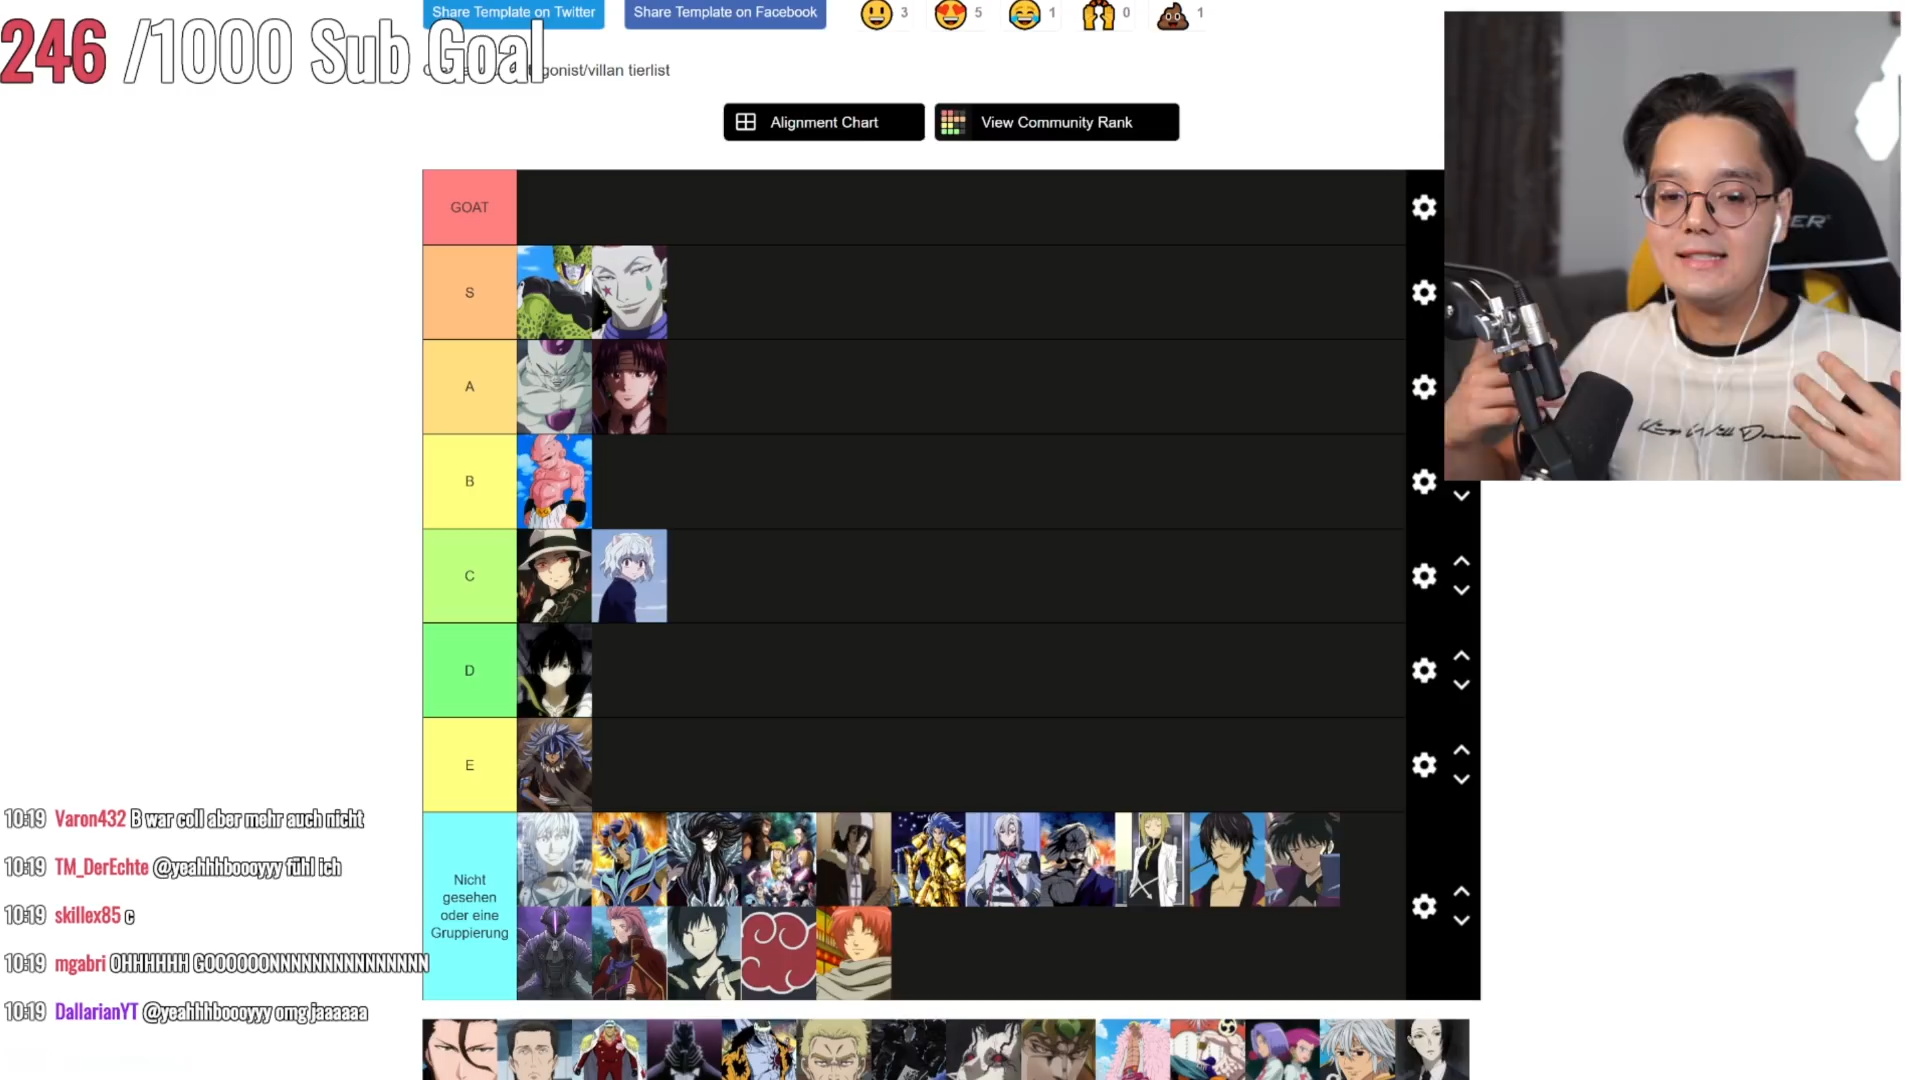 Share Template on Twitter
Share Template on Facebook
3
5
1
0
1
246 /1000 Sub Goal
gonist/villan tierlist
Alignment Chart
View Community Rank
GOAT
S
A
B
C
D
E
Nicht
gesehen
oder eine
Gruppierung
10:19 Varon432 B war coll aber mehr auch nicht
10:19 TM_DerEchte @yeahhhboooyyy fühl ich
10:19 skillex85 c
10:19 mgabri OHHHHHH GOOOOOONNNNNNNNNNNNNNN
10:19 DallarianYT @yeahhhboooyyy omg jaaaaaa